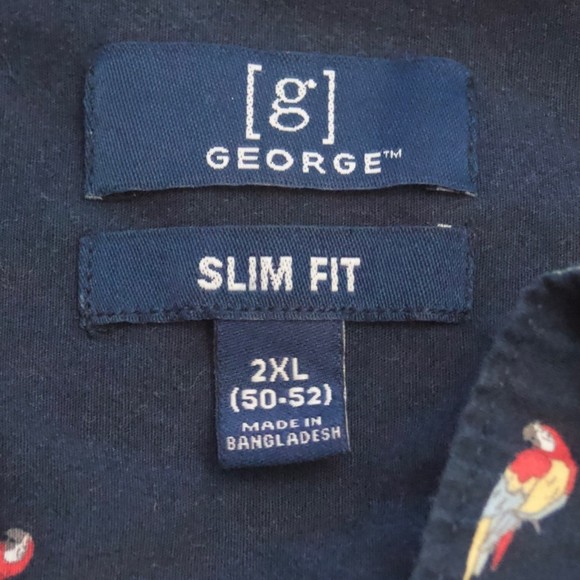 [g]
GEORGE™
SLIM FIT
2XL
(50-52)
MADE IN
BANGLADESH